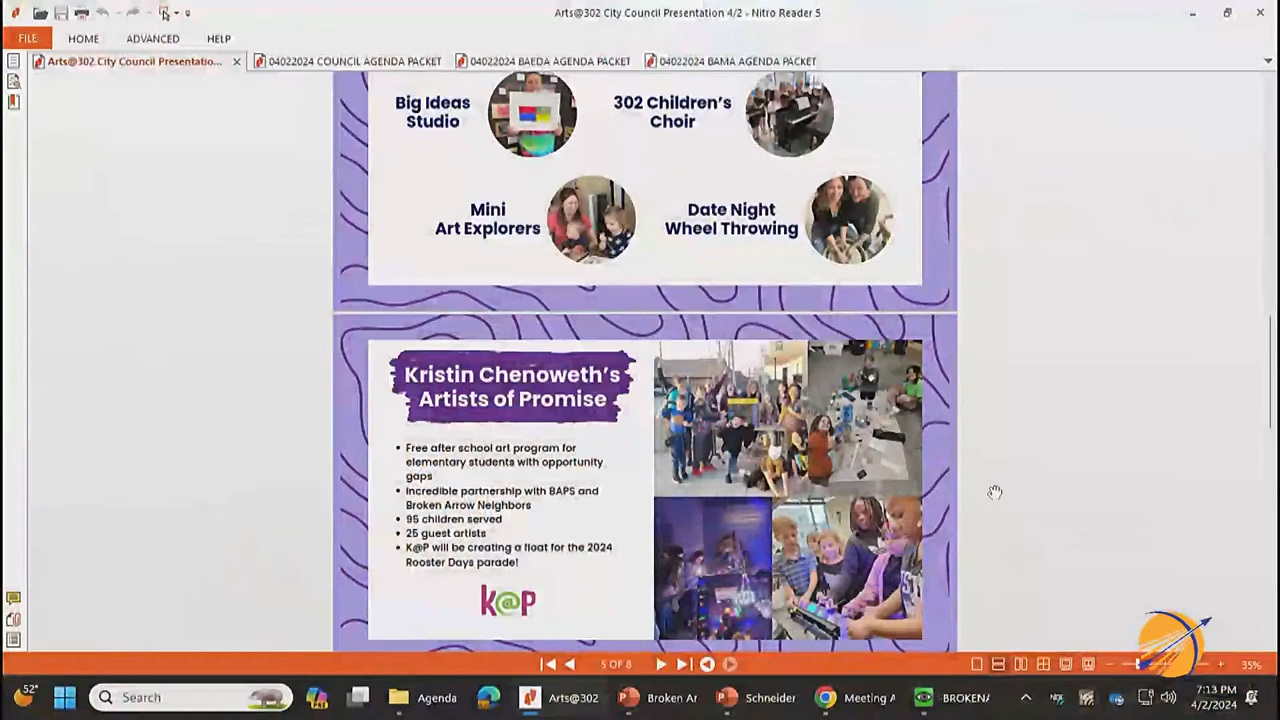 Arts@302 City Council Presentation 4/2 - Nitro Reader 5
FILE HOME ADVANCED HELP
Arts@302 City Council Presentatio... 04022024 COUNCIL AGENDA PACKET 04022024 BAEDA AGENDA PACKET 04022024 BAMA AGENDA PACKET
Big Ideas
Studio
302 Children's
Choir
Mini
Art Explorers
Date Night
Wheel Throwing
Kristin Chenoweth's
Artists of Promise
• Free after school art program for
elementary students with opportunity
gaps
• Incredible partnership with BAPS and
Broken Arrow Neighbors
• 95 children served
• 25 guest artists
• K@P will be creating a float for the 2024
Rooster Days parade!
k@p
5 OF 8
35%
52°
Search
Agenda
Arts@302
Broken Ar
Schneider
Meeting A
BROKENA
7:13 PM
4/2/2024